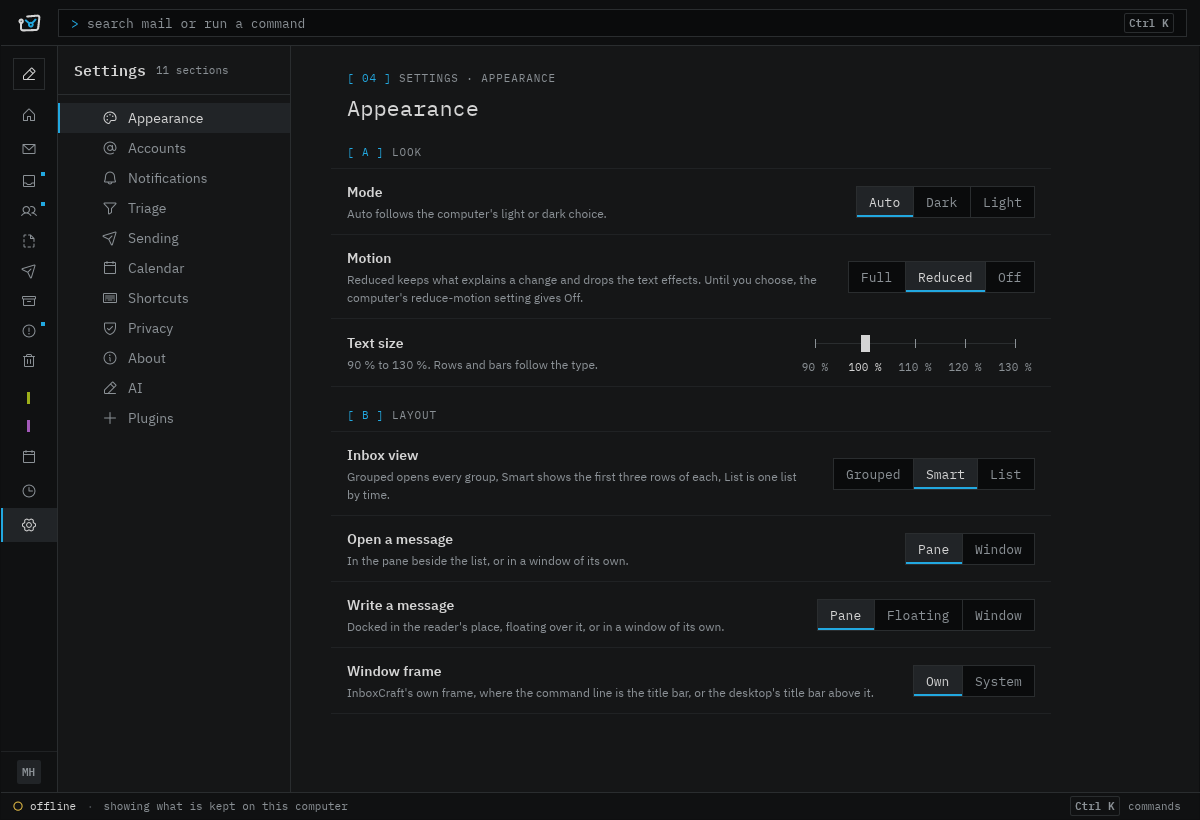 > search mail or run a command
Ctrl K
Settings 11 sections
Appearance
Accounts
Notifications
Triage
Sending
Calendar
Shortcuts
Privacy
About
AI
Plugins
[ 04 ] SETTINGS · APPEARANCE
Appearance
[ A ] LOOK
Mode
Auto follows the computer's light or dark choice.
Auto Dark Light
Motion
Reduced keeps what explains a change and drops the text effects. Until you choose, the
computer's reduce-motion setting gives Off.
Full Reduced Off
Text size
90 % to 130 %. Rows and bars follow the type.
90 % 100 % 110 % 120 % 130 %
[ B ] LAYOUT
Inbox view
Grouped opens every group, Smart shows the first three rows of each, List is one list
by time.
Grouped Smart List
Open a message
In the pane beside the list, or in a window of its own.
Pane Window
Write a message
Docked in the reader's place, floating over it, or in a window of its own.
Pane Floating Window
Window frame
InboxCraft's own frame, where the command line is the title bar, or the desktop's title bar above it.
Own System
MH
offline · showing what is kept on this computer
Ctrl K commands